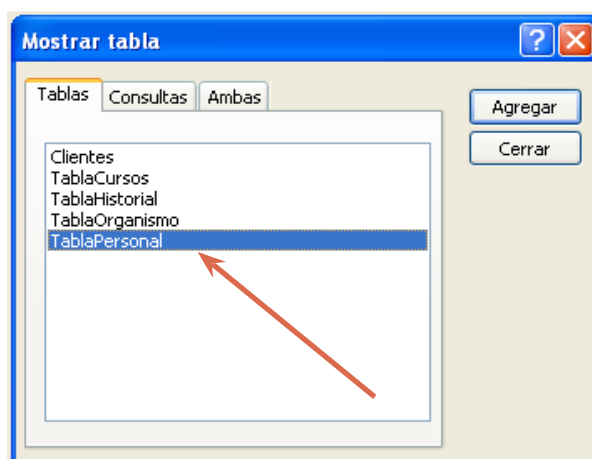 Mostrar tabla
Tablas Consultas Ambas
Agregar
Cerrar
Clientes
TablaCursos
TablaHistorial
TablaOrganismo
TablaPersonal